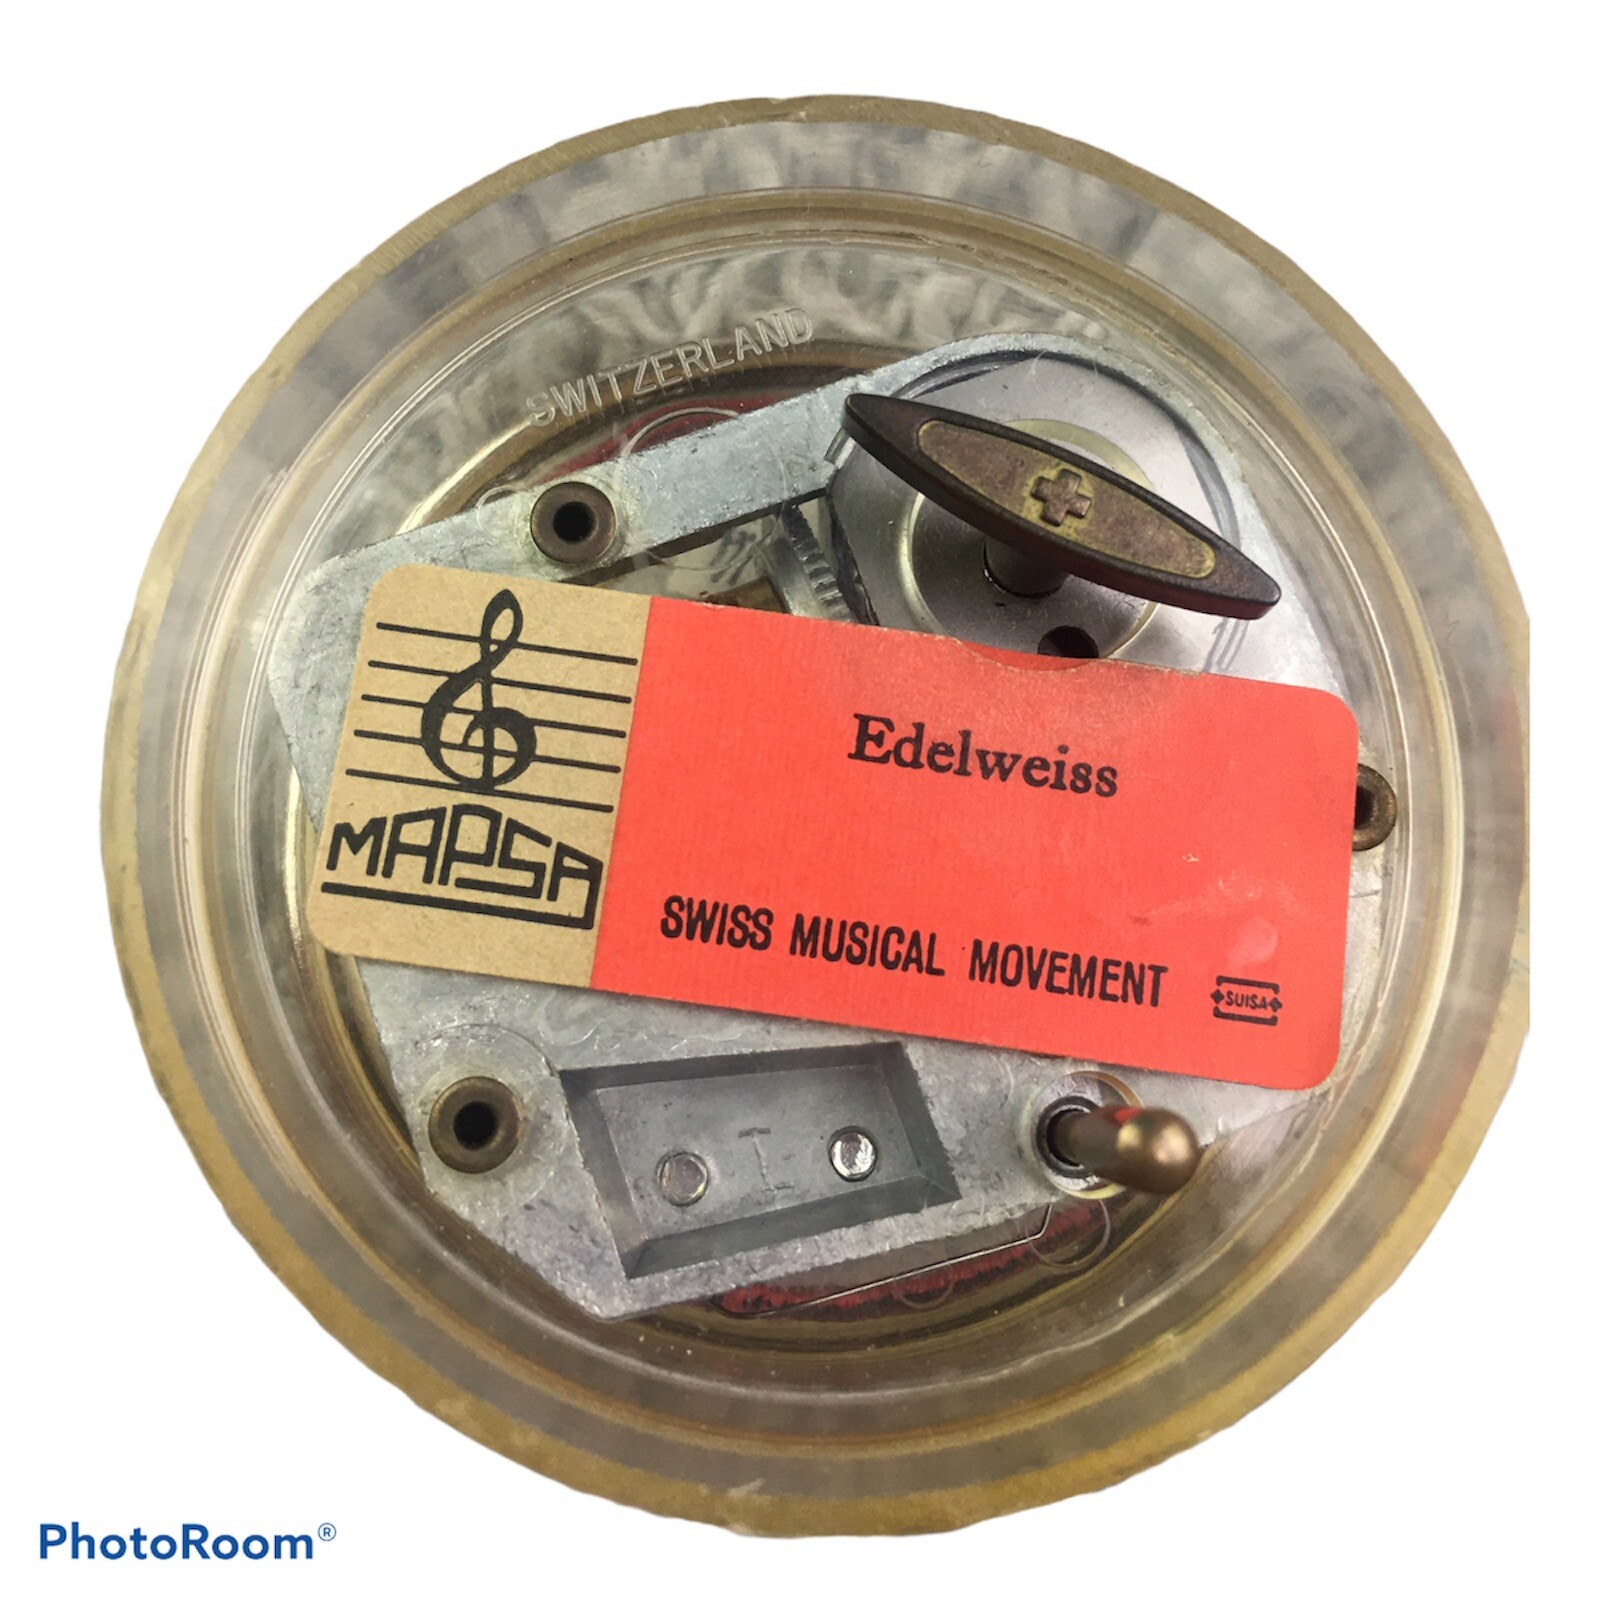 SWITZERLAND
Edelweiss
MAPSA
SWISS MUSICAL MOVEMENT
SUISA
I
PhotoRoom®